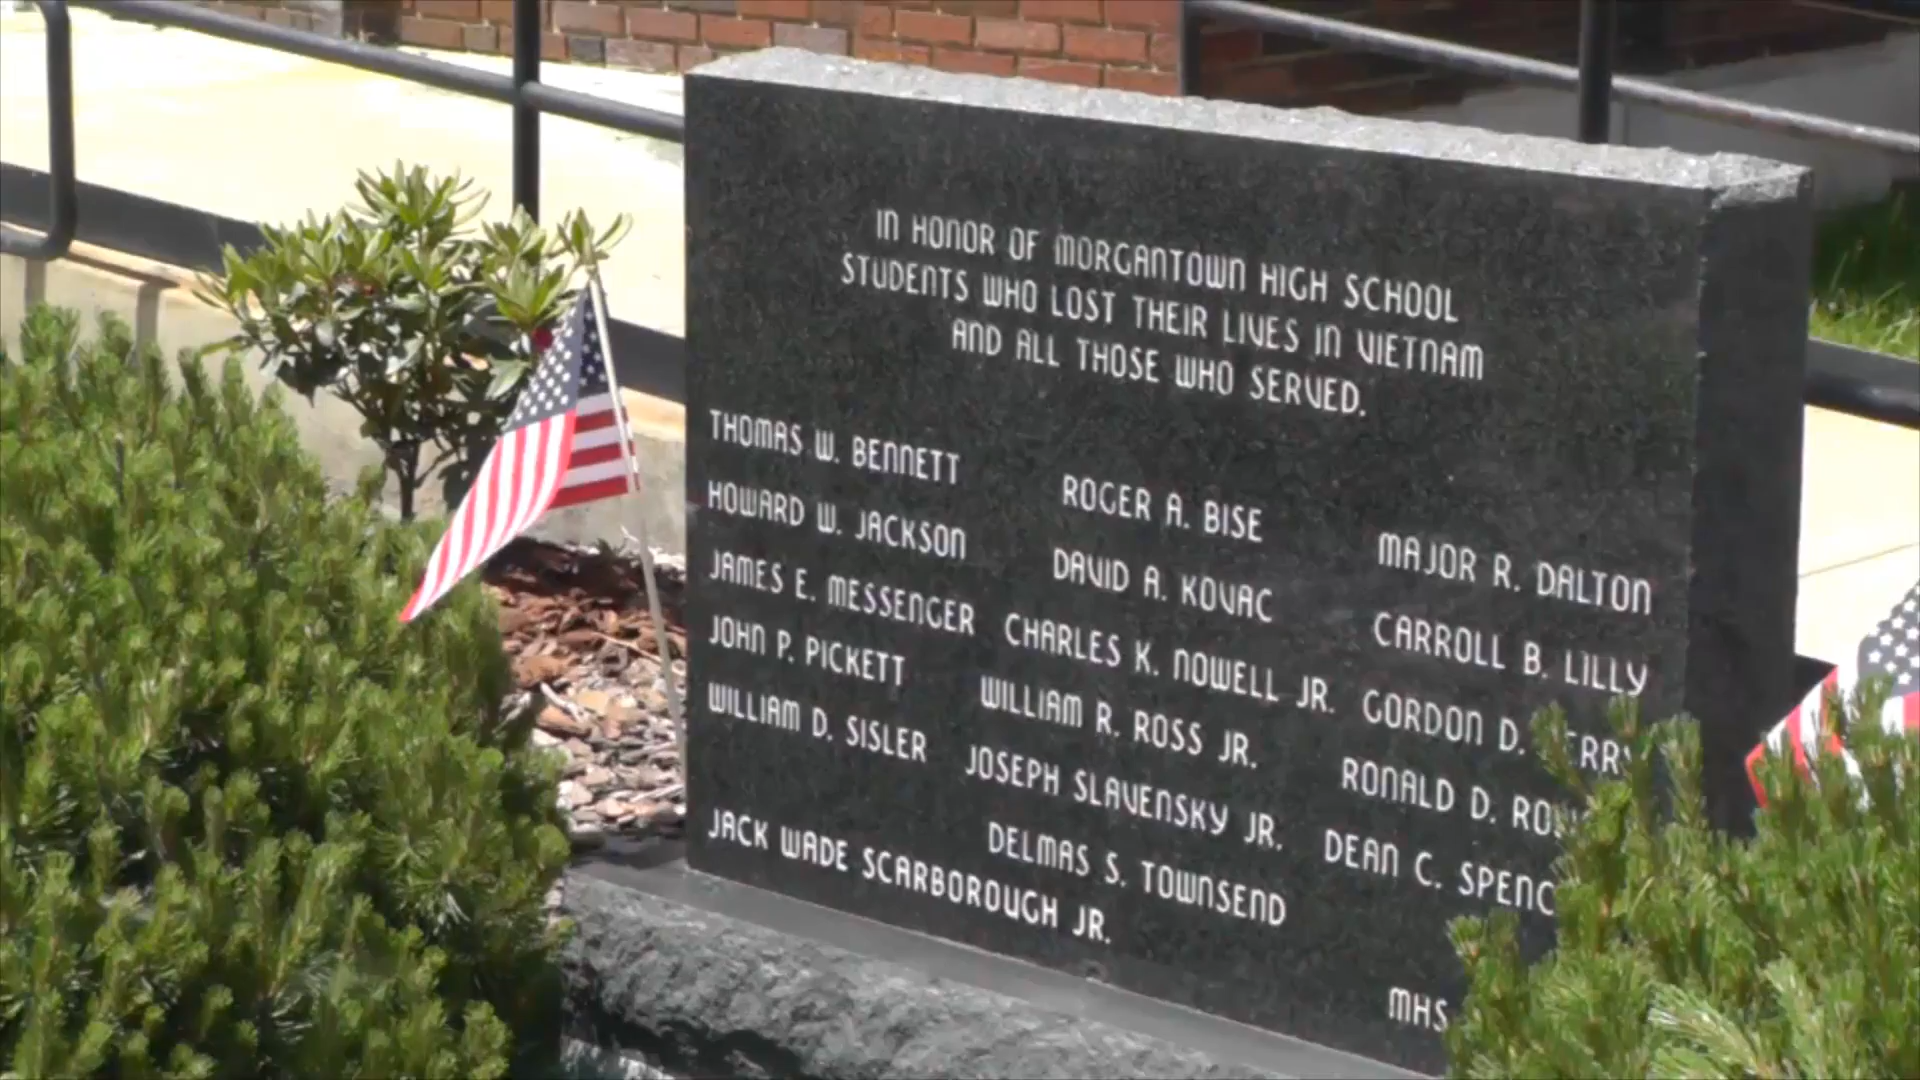 IN HONOR OF MORGANTOWN HIGH SCHOOL
STUDENTS WHO LOST THEIR LIVES IN VIETNAM
AND ALL THOSE WHO SERVED.
THOMAS W. BENNETT
HOWARD W. JACKSON
JAMES E. MESSENGER
JOHN P. PICKETT
WILLIAM D. SISLER
JACK WADE SCARBOROUGH JR.
ROGER A. BISE
DAVID A. KOVAC
CHARLES K. NOWELL JR.
WILLIAM R. ROSS JR.
JOSEPH SLAVENSKY JR.
DELMAS S. TOWNSEND
MAJOR R. DALTON
CARROLL B. LILLY
GORDON D.
RONALD D.
DEAN C.
MHS